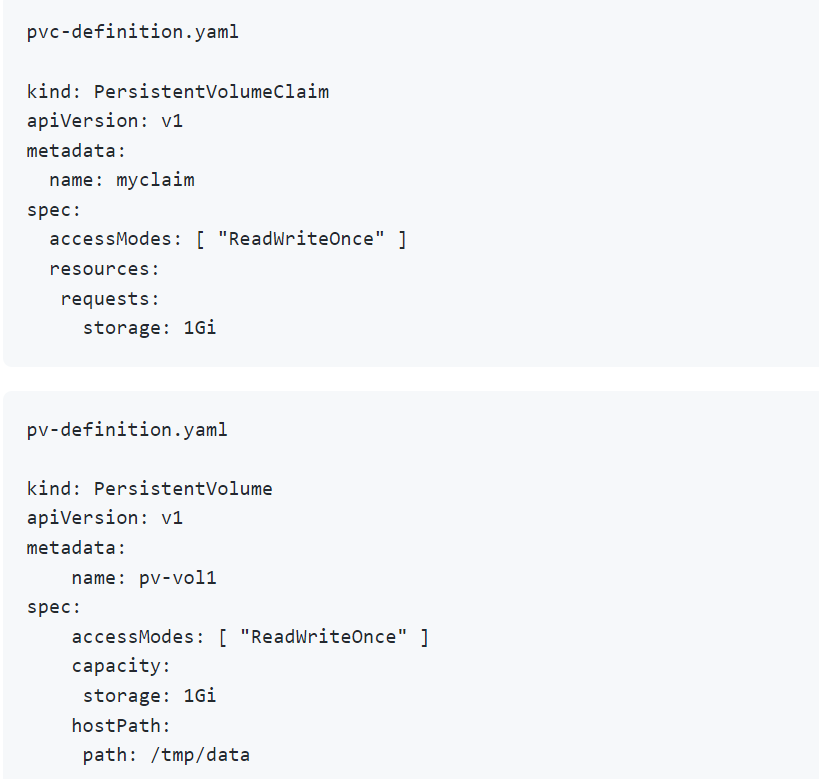 pvc-definition.yaml
kind: PersistentVolumeClaim
apiVersion: v1
metadata:
  name: myclaim
spec:
  accessModes: [ "ReadWriteOnce" ]
  resources:
   requests:
     storage: 1Gi
pv-definition.yaml
kind: PersistentVolume
apiVersion: v1
metadata:
    name: pv-vol1
spec:
    accessModes: [ "ReadWriteOnce" ]
    capacity:
     storage: 1Gi
    hostPath:
     path: /tmp/data